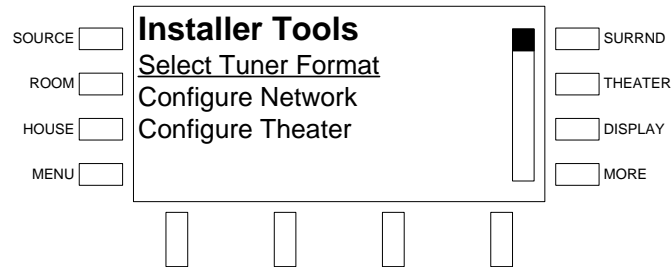 Installer Tools
SOURCE
SURRND
Select Tuner Format
ROOM
THEATER
Configure Network
HOUSE
Configure Theater
DISPLAY
MENU
MORE